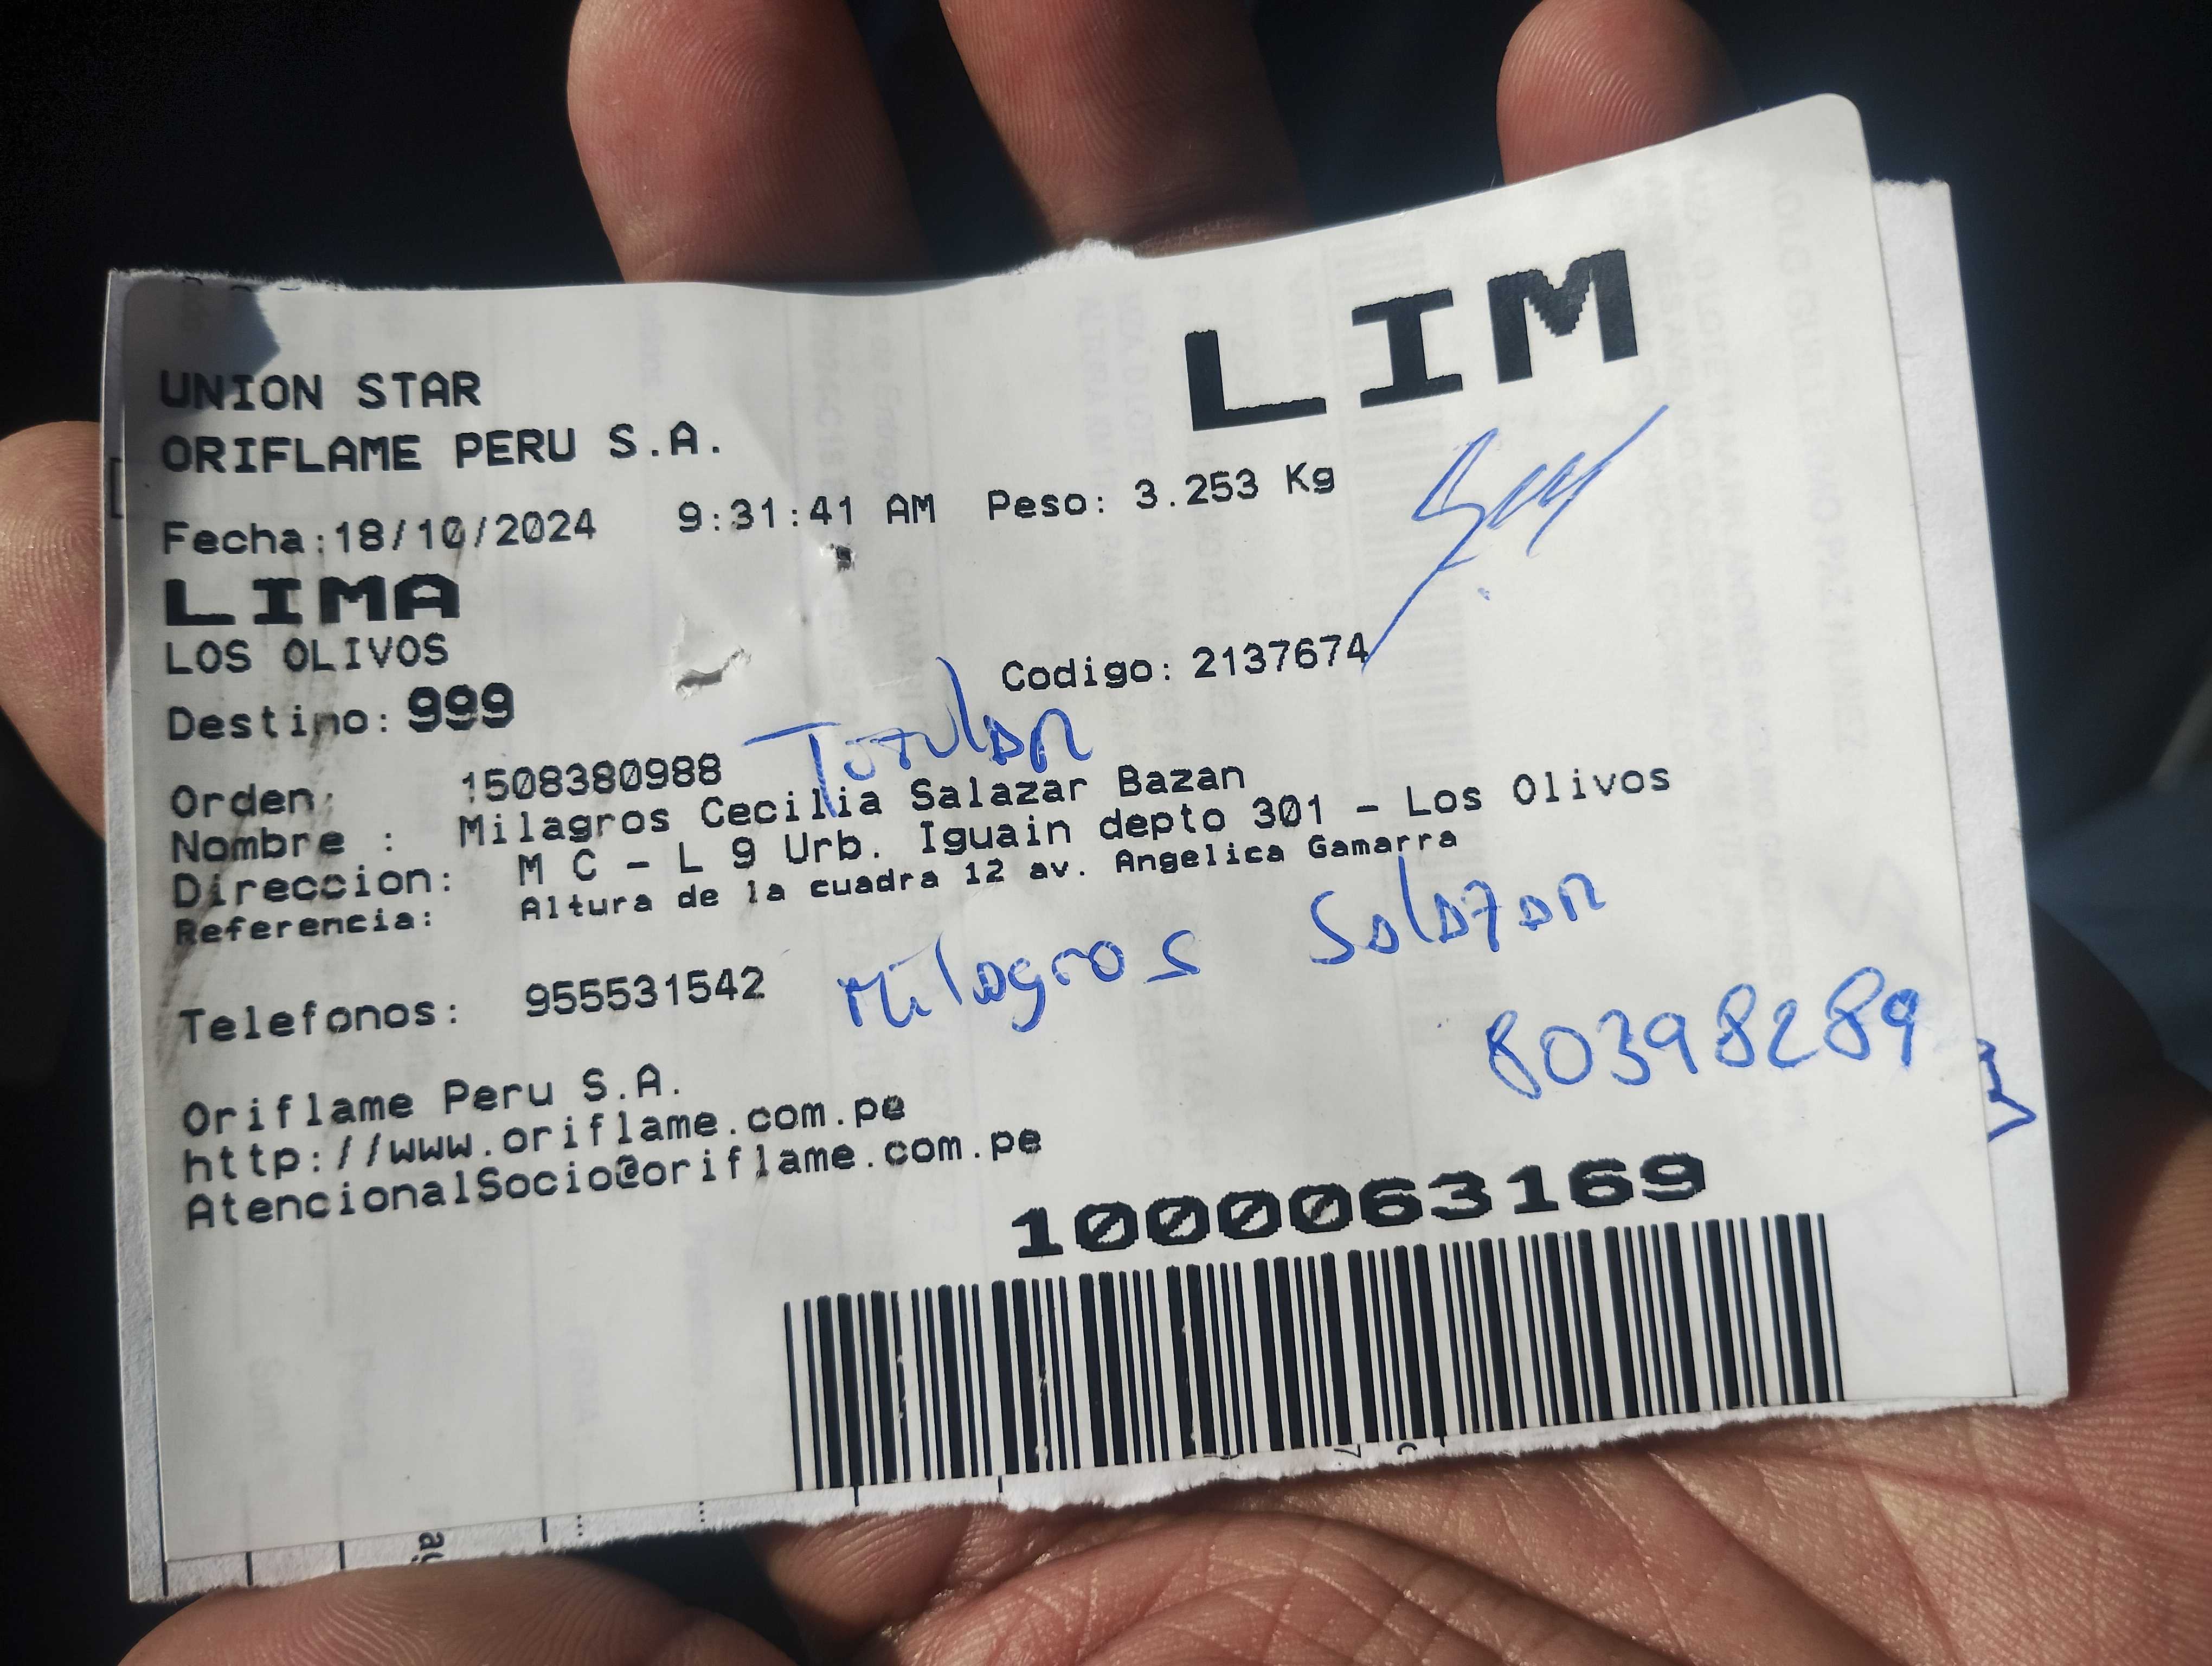 LIM
UNION STAR
ORIFLAME PERU S.A.
Fecha:18/10/2024 9:31:41 AM Peso: 3.253 Kg
LIMA
LOS OLIVOS
Codigo: 2137674
Destino: 999
Titular
Orden: 1508380988
Nombre : Milagros Cecilia Salazar Bazan
Direccion: M C - L 9 Urb. Iguain depto 301 - Los Olivos
Referencia: Altura de la cuadra 12 av. Angelica Gamarra
Milagros Salazar
Telefonos: 955531542
80398289
Oriflame Peru S.A.
http://www.oriflame.com.pe
AtencionalSocio@oriflame.com.pe
1000063169